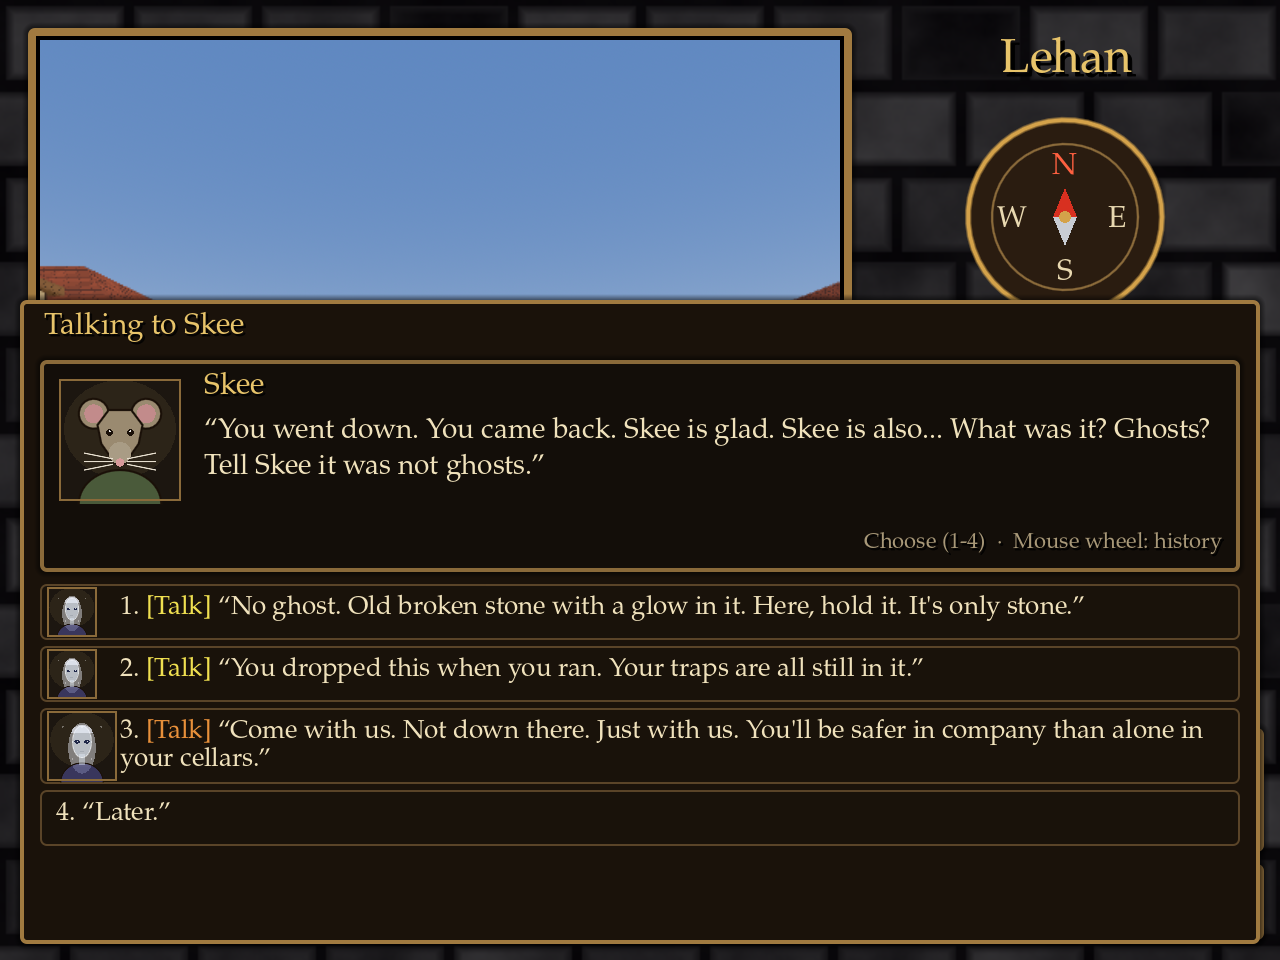 Lehan
N
W
E
S
Talking to Skee
Skee
“You went down. You came back. Skee is glad. Skee is also... What was it? Ghosts?
Tell Skee it was not ghosts.”
Choose (1-4) · Mouse wheel: history
1. [Talk] “No ghost. Old broken stone with a glow in it. Here, hold it. It's only stone.”
2. [Talk] “You dropped this when you ran. Your traps are all still in it.”
3. [Talk] “Come with us. Not down there. Just with us. You'll be safer in company than alone in
your cellars.”
4. “Later.”